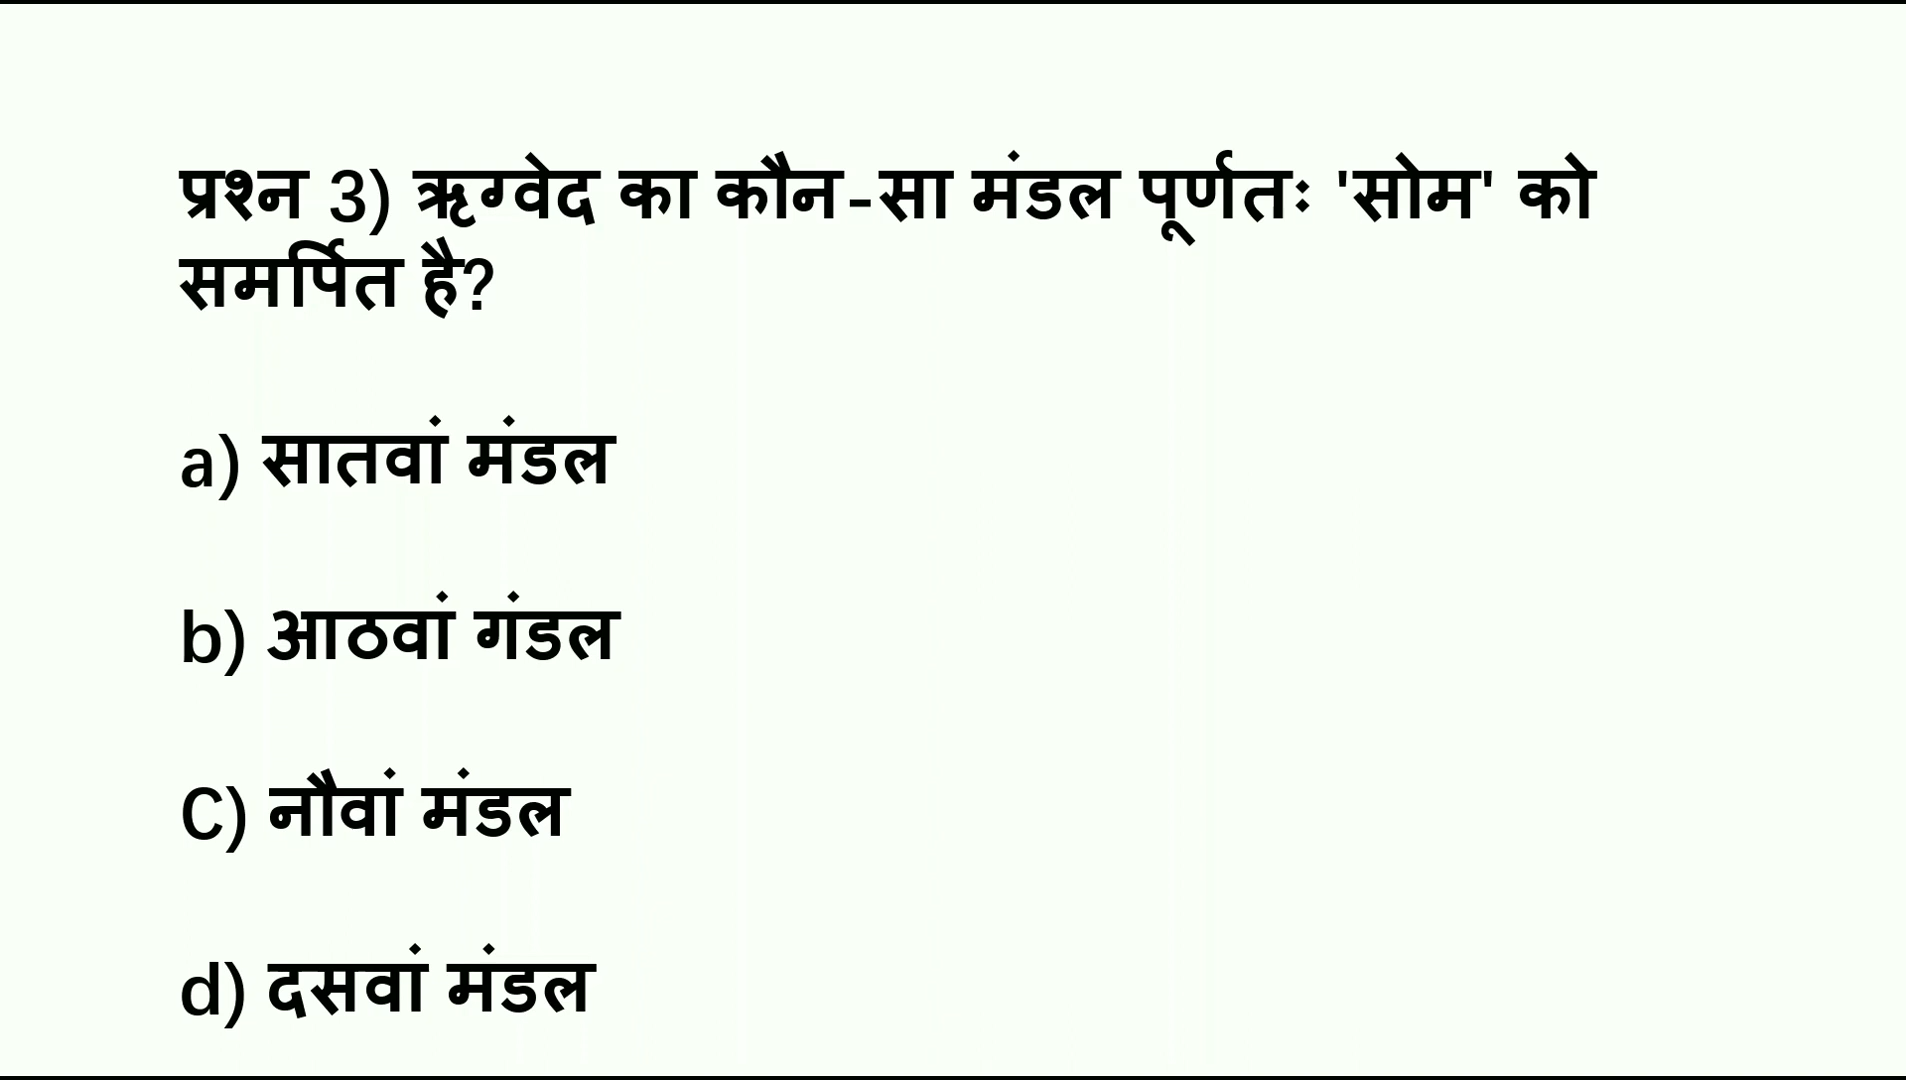 प्रश्न 3) ऋग्वेद का कौन-सा मंडल पूर्णतः 'सोम' को
समर्पित है?
a) सातवां मंडल
b) आठवां गंडल
C) नौवां मंडल
d) दसवां मंडल